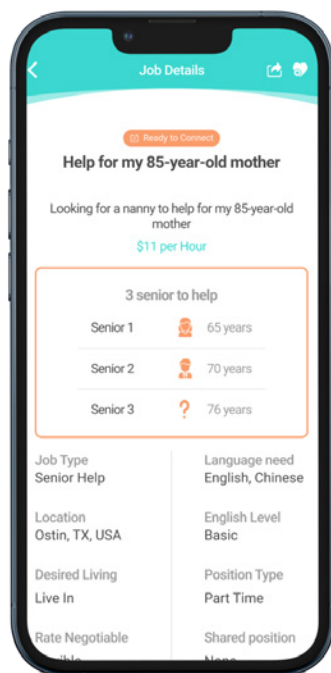 Job Details
Ready to Connect
Help for my 85-year-old mother
Looking for a nanny to help for my 85-year-old
mother
$11 per Hour
3 senior to help
Senior 1 65 years
Senior 2 70 years
Senior 3 ? 76 years
Job Type
Senior Help
Language need
English, Chinese
Location
Ostin, TX, USA
English Level
Basic
Desired Living
Live In
Position Type
Part Time
Rate Negotiable
Shared position